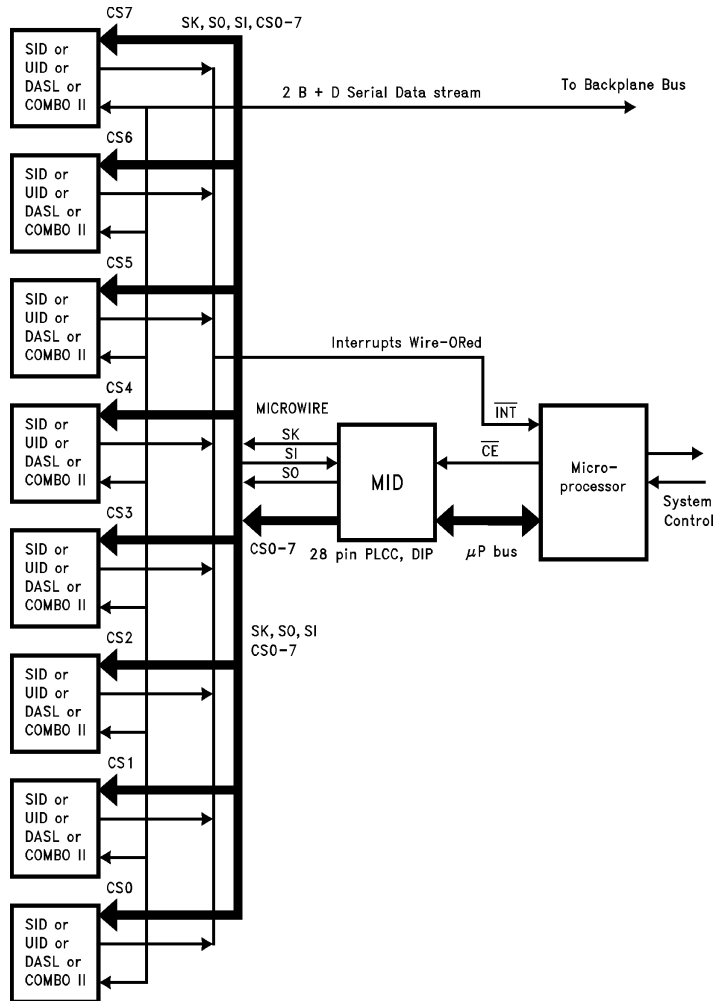 CS7
SK, SO, SI, CS0-7
SID or
UID or
DASL or
COMBO II
2 B + D Serial Data stream
To Backplane Bus
CS6
SID or
UID or
DASL or
COMBO II
CS5
SID or
UID or
DASL or
COMBO II
Interrupts Wire-ORed
CS4
SID or
UID or
DASL or
COMBO II
MICROWIRE
SK
SI
SO
MID
INT
CE
Micro-
processor
System
Control
CS3
CS0-7
28 pin PLCC, DIP
μP bus
SID or
UID or
DASL or
COMBO II
SK, SO, SI
CS0-7
CS2
SID or
UID or
DASL or
COMBO II
CS1
SID or
UID or
DASL or
COMBO II
CS0
SID or
UID or
DASL or
COMBO II